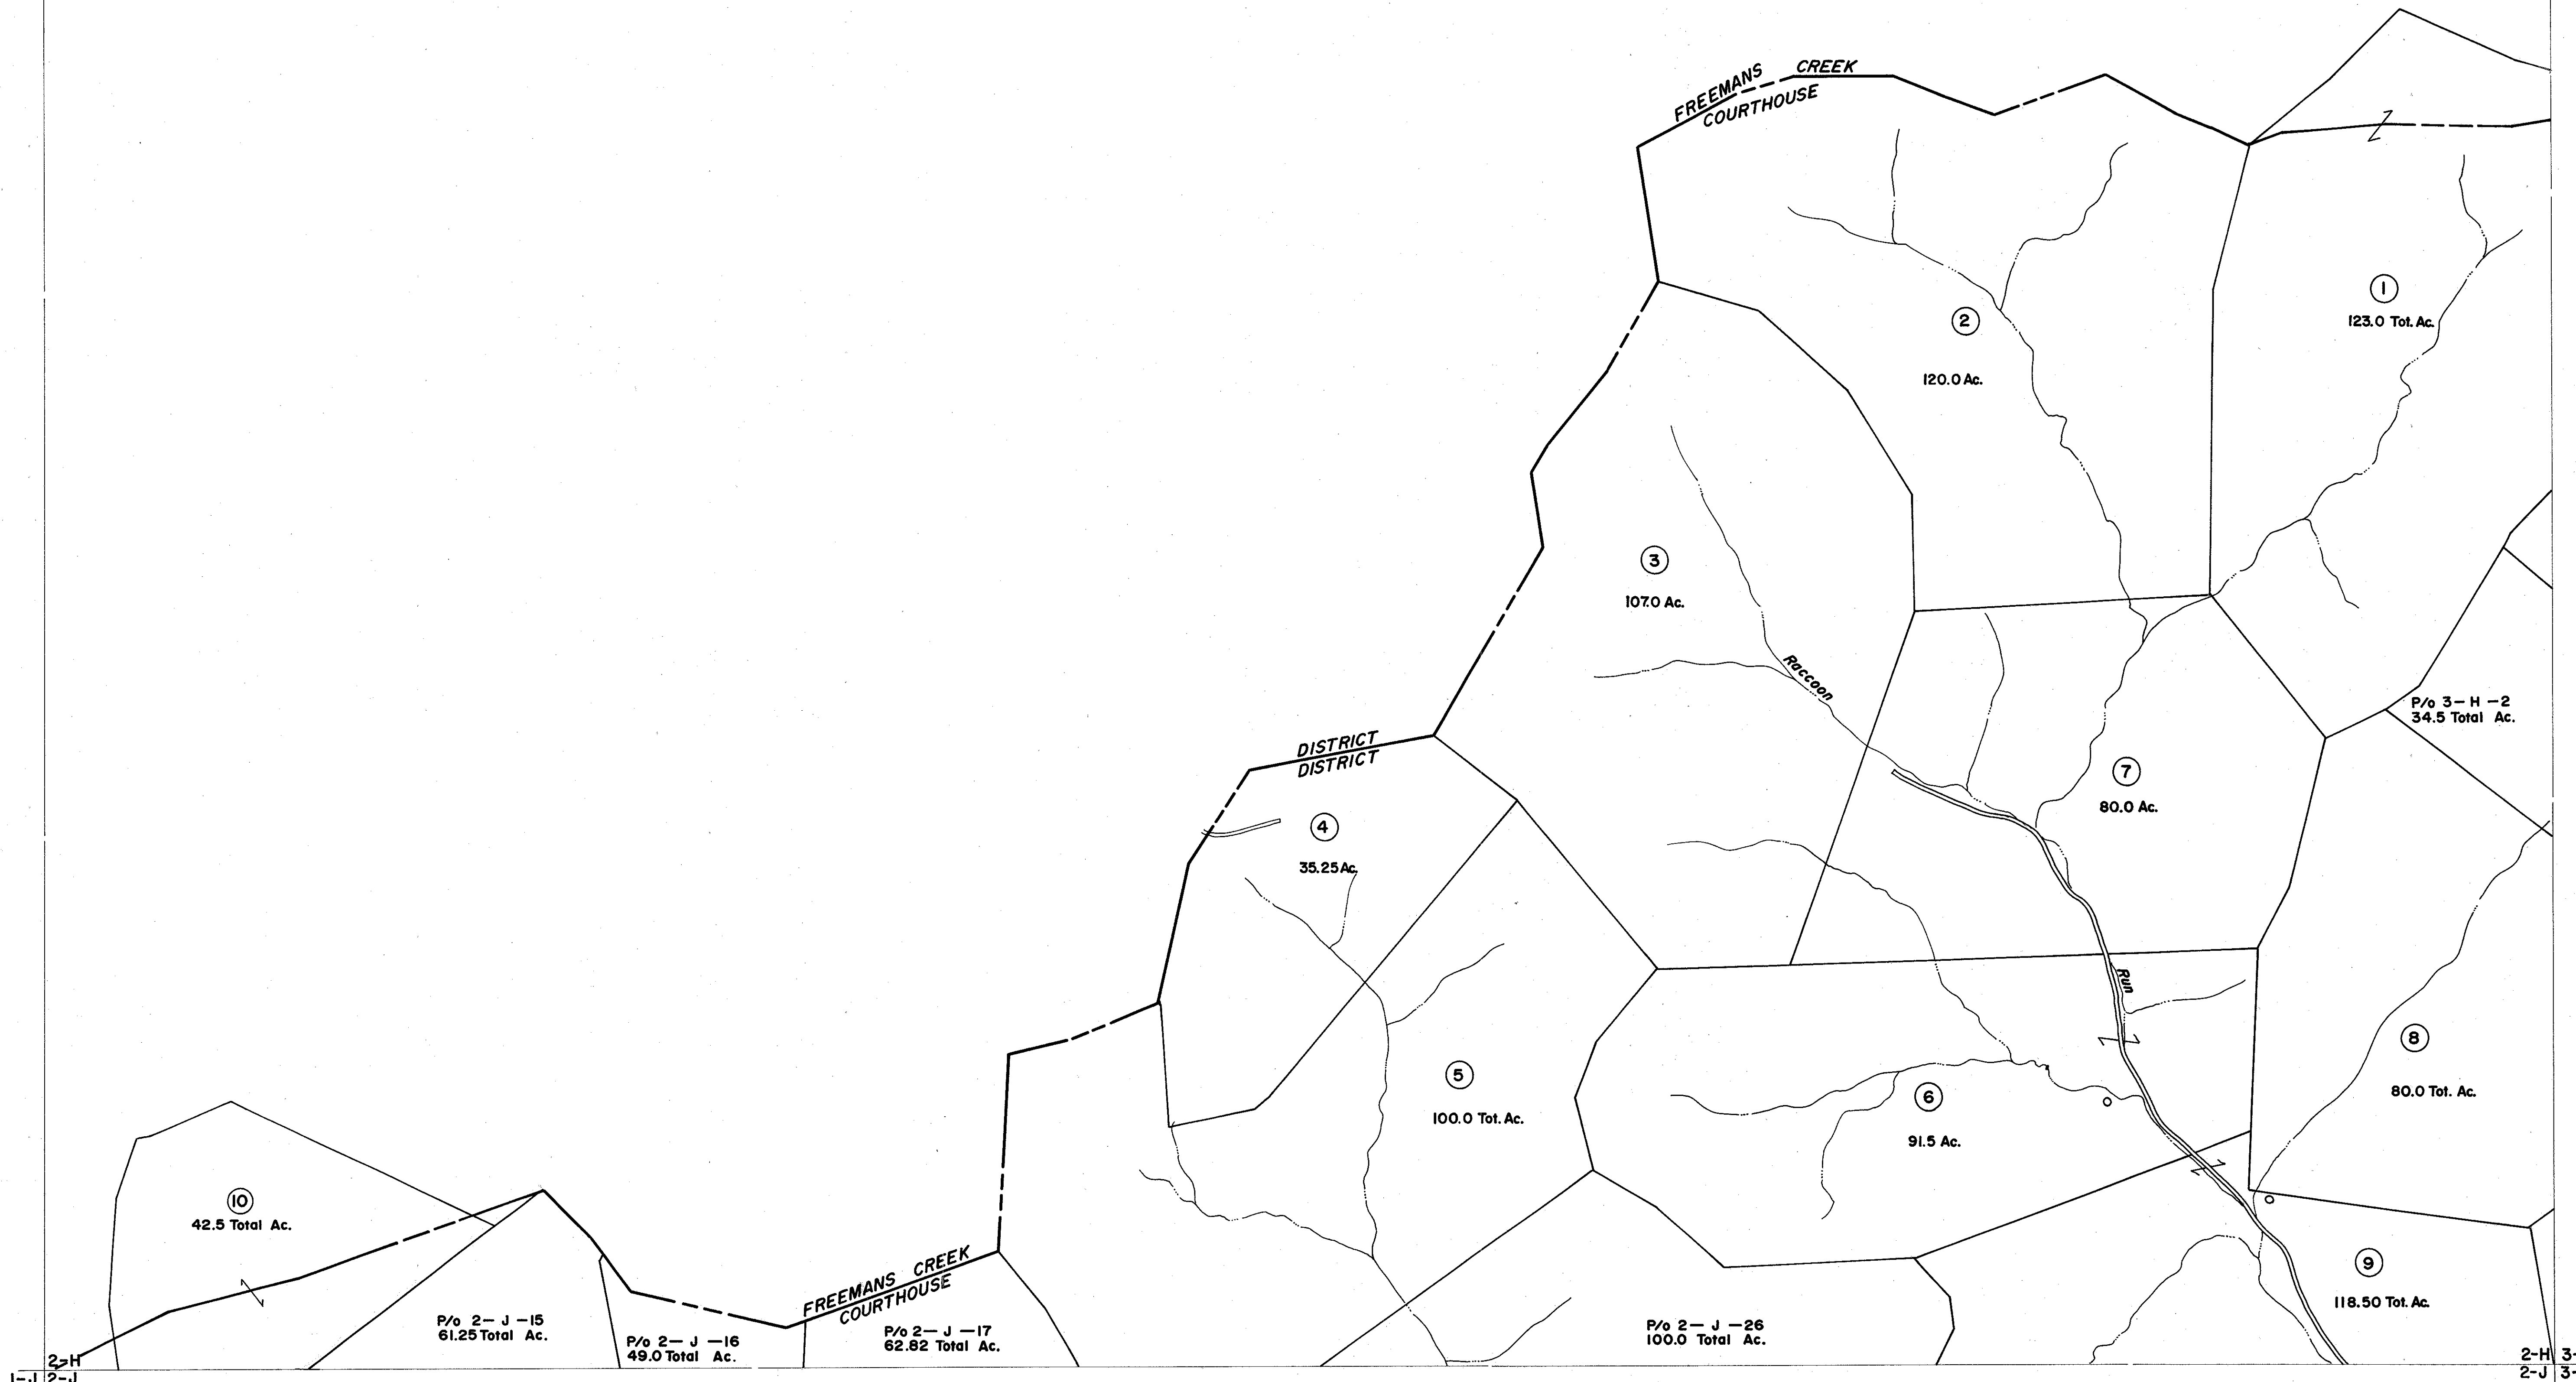 FREEMANS CREEK
COURTHOUSE
1
123.0 Tot. Ac.
2
120.0 Ac.
3
107.0 Ac.
Raccoon
P/o 3-H-2
34.5 Total Ac.
DISTRICT
DISTRICT
7
80.0 Ac.
4
35.25 Ac.
Run
8
80.0 Tot. Ac.
5
100.0 Tot. Ac.
6
91.5 Ac.
10
42.5 Total Ac.
FREEMANS CREEK
COURTHOUSE
9
118.50 Tot. Ac.
P/o 2-J-15
61.25 Total Ac.
P/o 2-J-16
49.0 Total Ac.
P/o 2-J-17
62.82 Total Ac.
P/o 2-J-26
100.0 Total Ac.
2-H
1-J 2-J
2-H 3-
2-J 3-